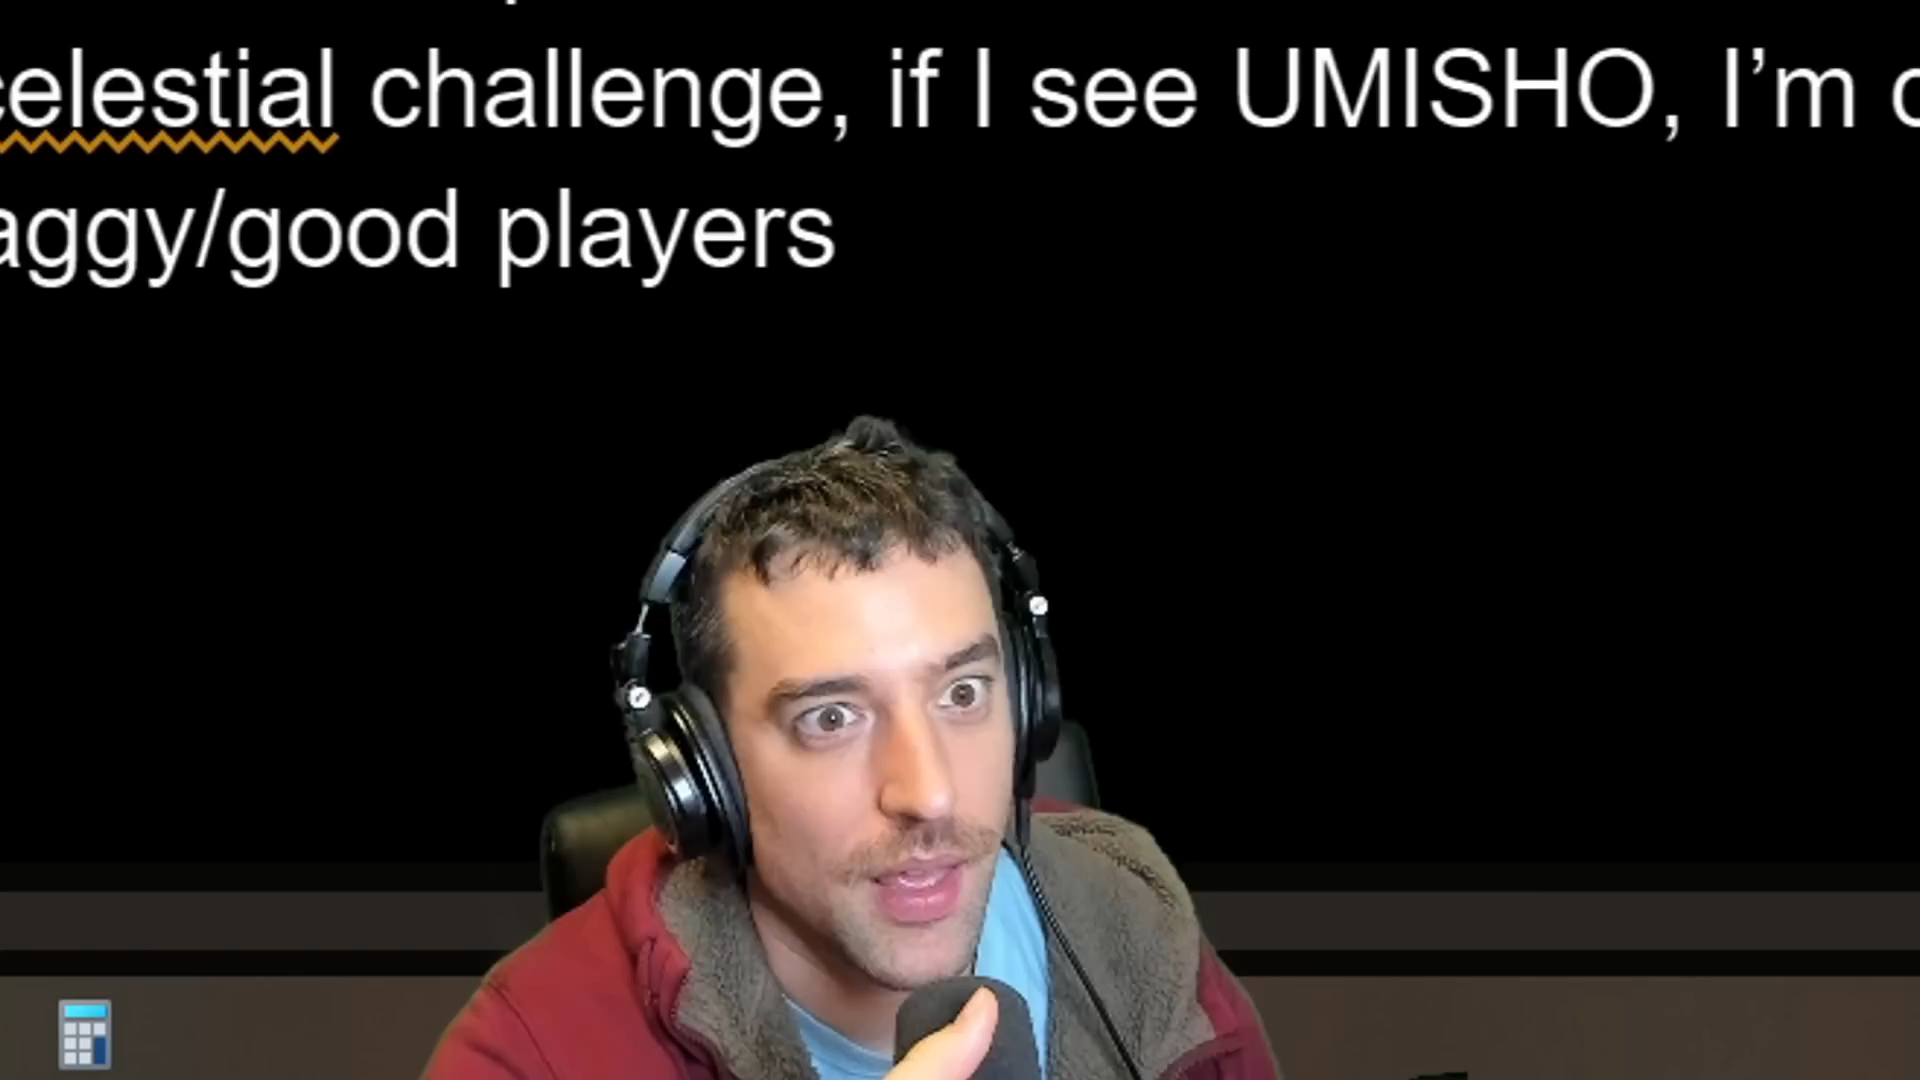 celestial challenge, if I see UMISHO, I’m
aggy/good players